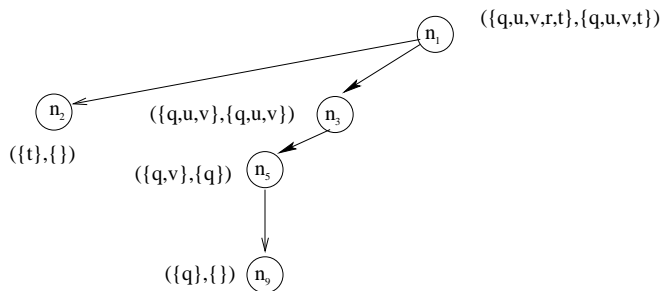 ({q,u,v,r,t},{q,u,v,t})
n₁
n₂
({q,u,v},{q,u,v})
n₃
({t},{})
({q,v},{q})
n₅
({q},{})
n₉